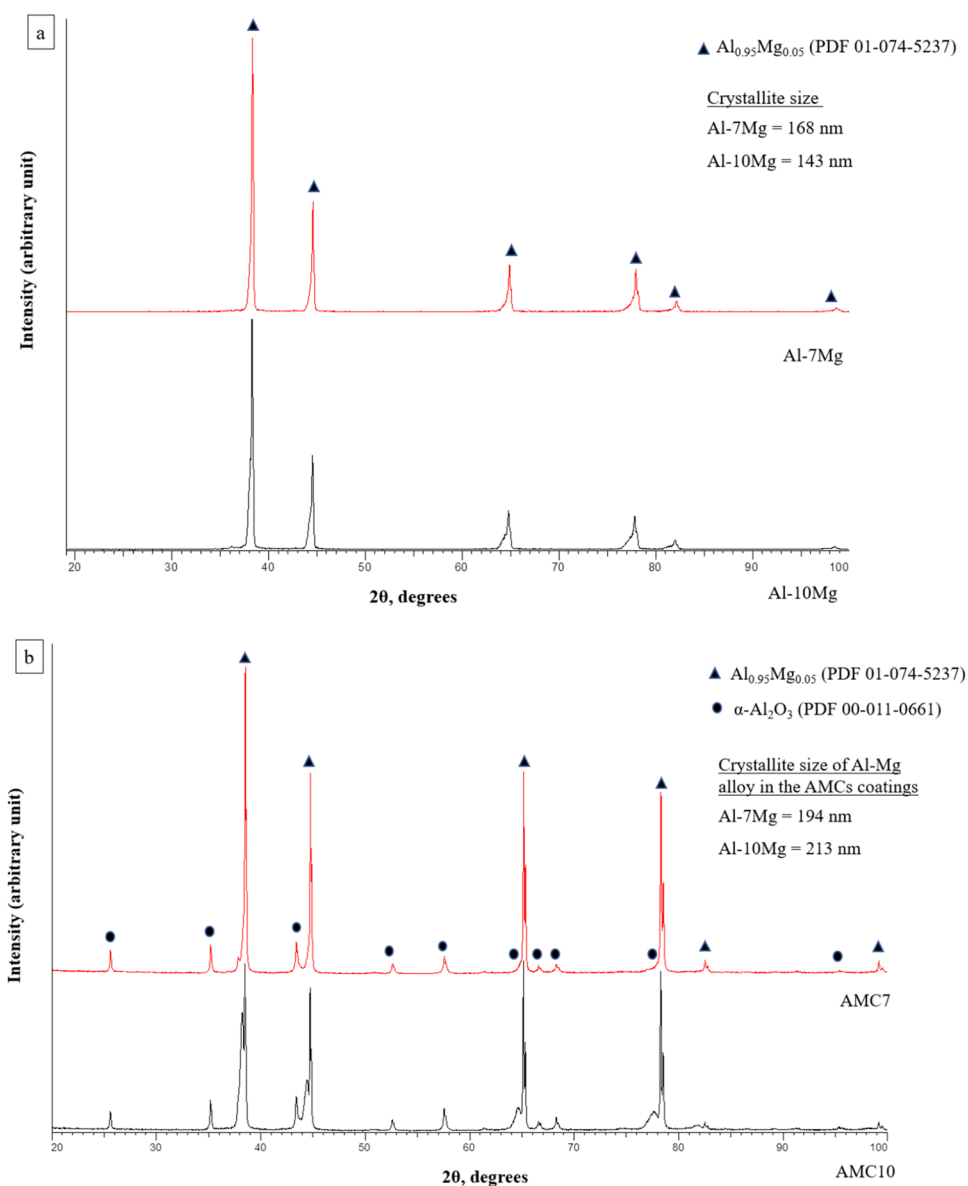 a
Al0.95Mg0.05 (PDF 01-074-5237)
Crystallite size
Al-7Mg = 168 nm
Al-10Mg = 143 nm
Intensity (arbitrary unit)
Al-7Mg
20 30 40 50 60 70 80 90 100
2θ, degrees
Al-10Mg
b
Al0.95Mg0.05 (PDF 01-074-5237)
α-Al2O3 (PDF 00-011-0661)
Crystallite size of Al-Mg
alloy in the AMCs coatings
Al-7Mg = 194 nm
Al-10Mg = 213 nm
Intensity (arbitrary unit)
AMC7
20 30 40 50 60 70 80 90 100
2θ, degrees
AMC10